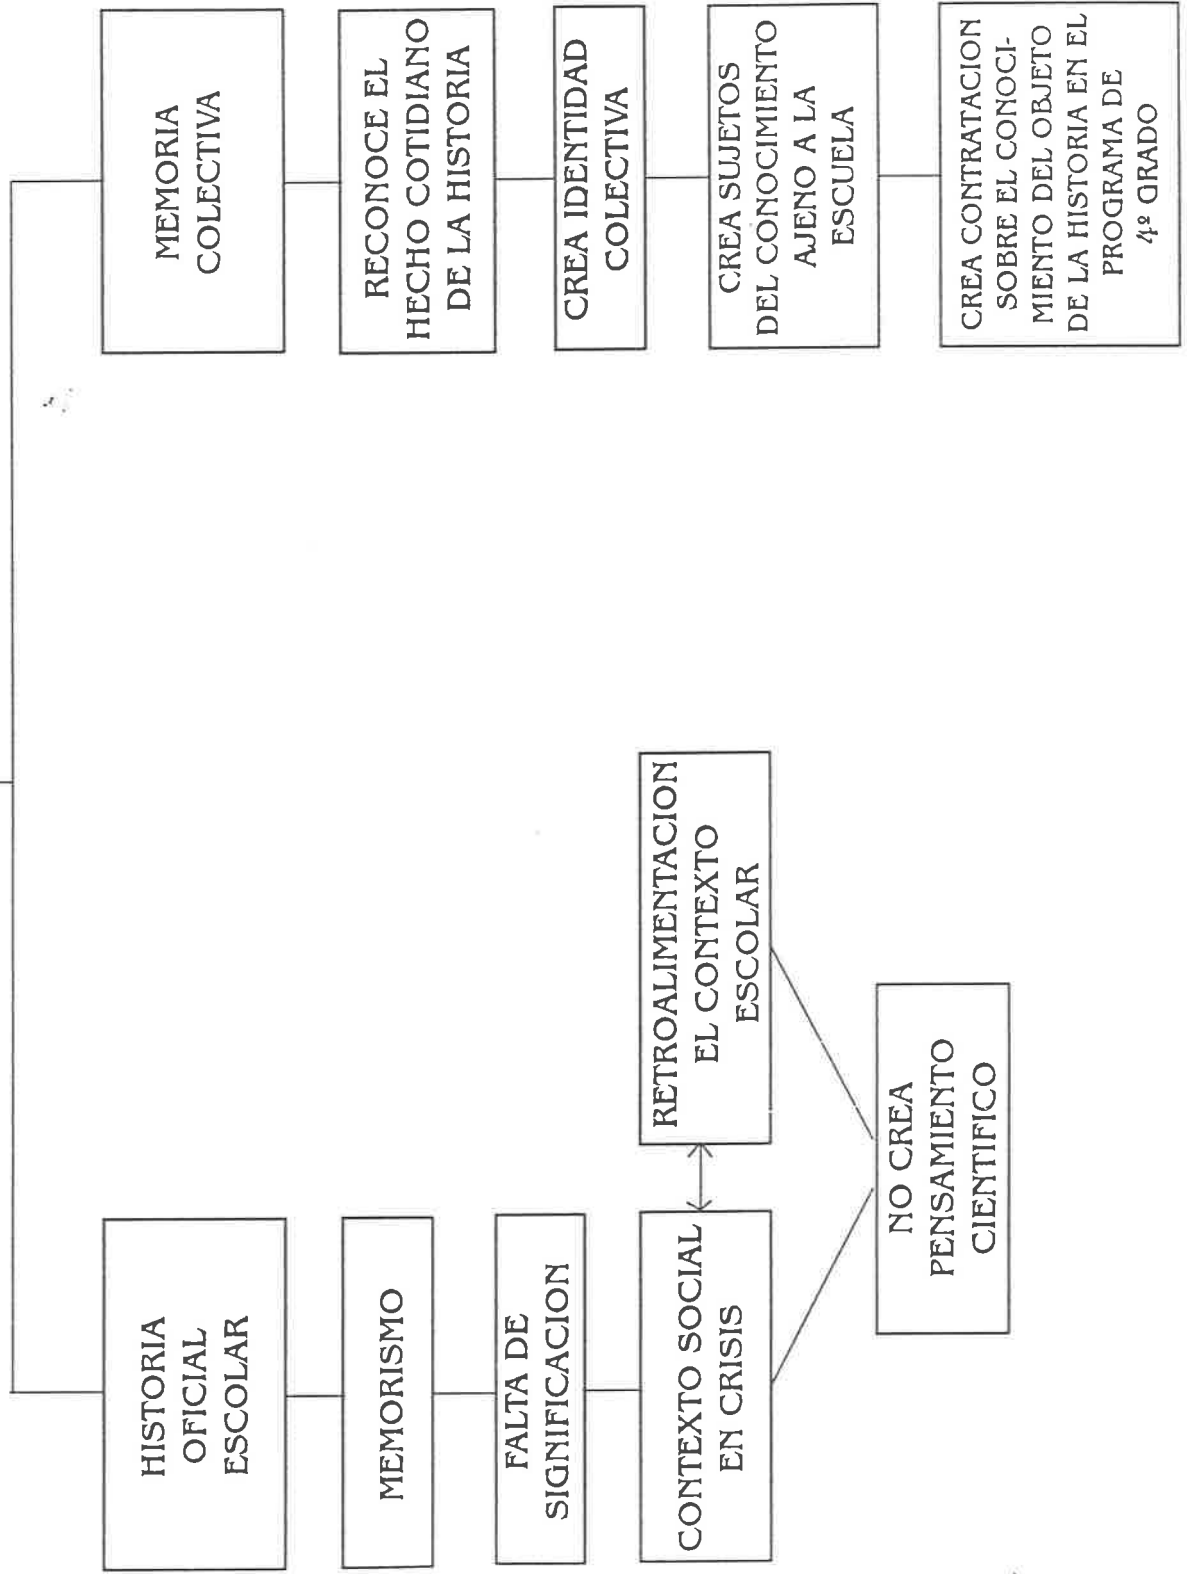 HISTORIA
OFICIAL
ESCOLAR
MEMORISMO
FALTA DE
SIGNIFICACION
CONTEXTO SOCIAL
EN CRISIS
RETROALIMENTACION
EL CONTEXTO
ESCOLAR
NO CREA
PENSAMIENTO
CIENTIFICO
MEMORIA
COLECTIVA
RECONOCE EL
HECHO COTIDIANO
DE LA HISTORIA
CREA IDENTIDAD
COLECTIVA
CREA SUJETOS
DEL CONOCIMIENTO
AJENO A LA
ESCUELA
CREA CONTRATACION
SOBRE EL CONOCI-
MIENTO DEL OBJETO
DE LA HISTORIA EN EL
PROGRAMA DE
4º GRADO